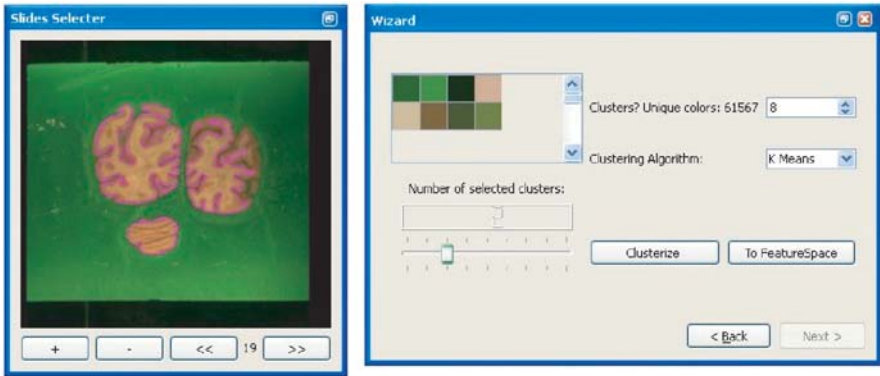 Slides Selecter
+ - << 19 >>
Wizard
Clusters? Unique colors: 61567 8
Clustering Algorithm: K Means
Number of selected clusters:
Clusterize To FeatureSpace
< Back Next >